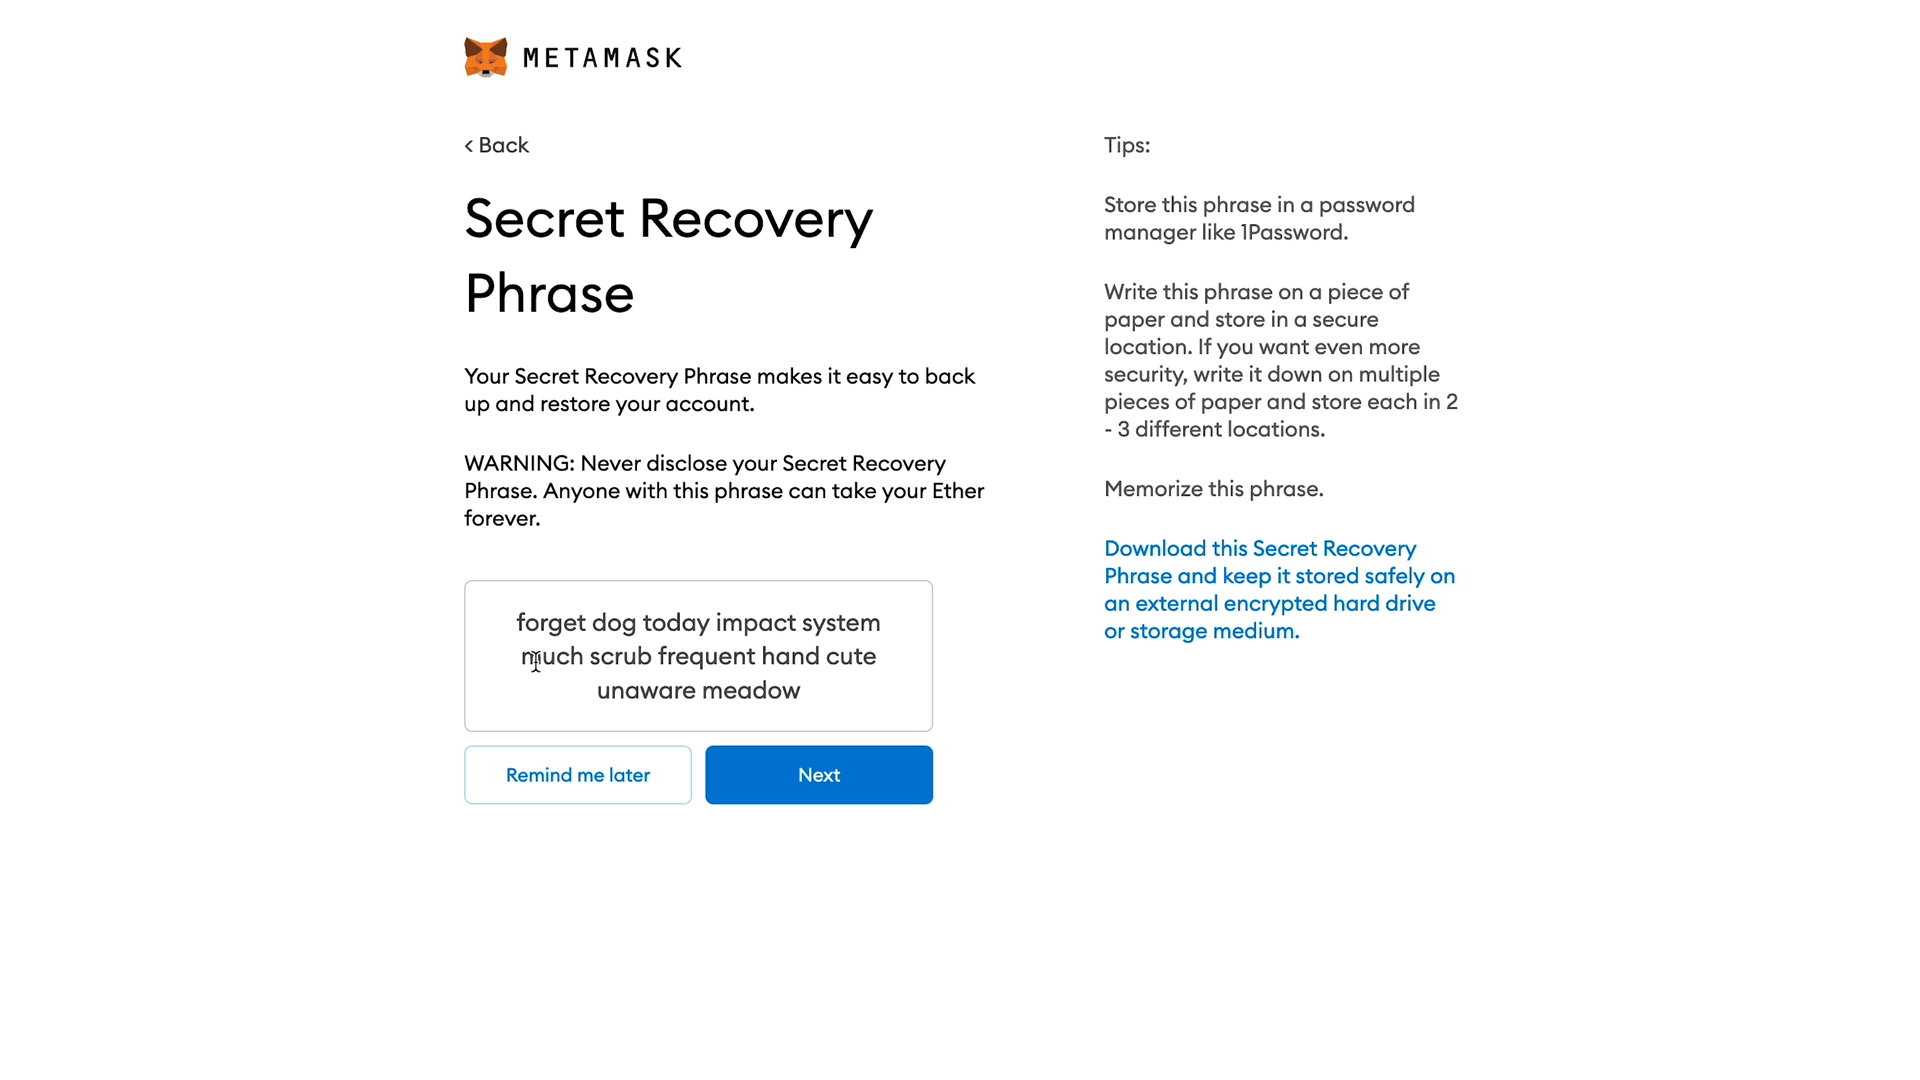 METAMASK
< Back
Secret Recovery
Phrase
Your Secret Recovery Phrase makes it easy to back
up and restore your account.
WARNING: Never disclose your Secret Recovery
Phrase. Anyone with this phrase can take your Ether
forever.
forget dog today impact system
much scrub frequent hand cute
unaware meadow
Remind me later
Next
Tips:
Store this phrase in a password
manager like 1Password.
Write this phrase on a piece of
paper and store in a secure
location. If you want even more
security, write it down on multiple
pieces of paper and store each in 2
- 3 different locations.
Memorize this phrase.
Download this Secret Recovery
Phrase and keep it stored safely on
an external encrypted hard drive
or storage medium.